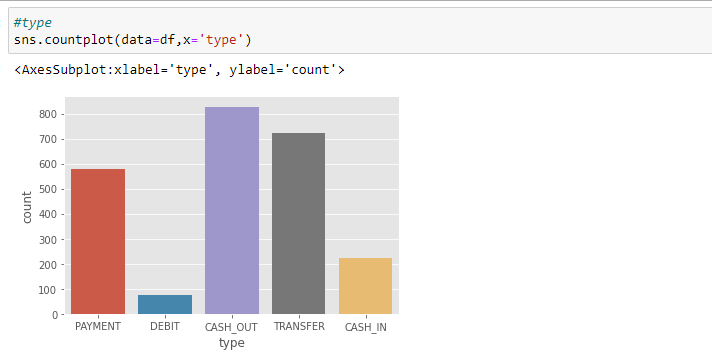 #type
sns.countplot(data=df,x='type')
<AxesSubplot:xlabel='type', ylabel='count'>
800
700
600
500
400
300
200
100
0
count
PAYMENT DEBIT CASH_OUT TRANSFER CASH_IN
type